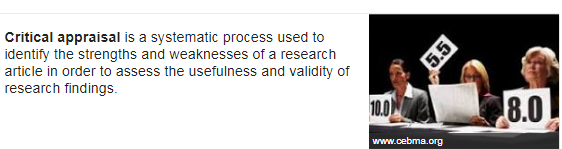 Critical appraisal is a systematic process used to
identify the strengths and weaknesses of a research
article in order to assess the usefulness and validity of
research findings.
5.5
10.0
8.0
www.cebma.org